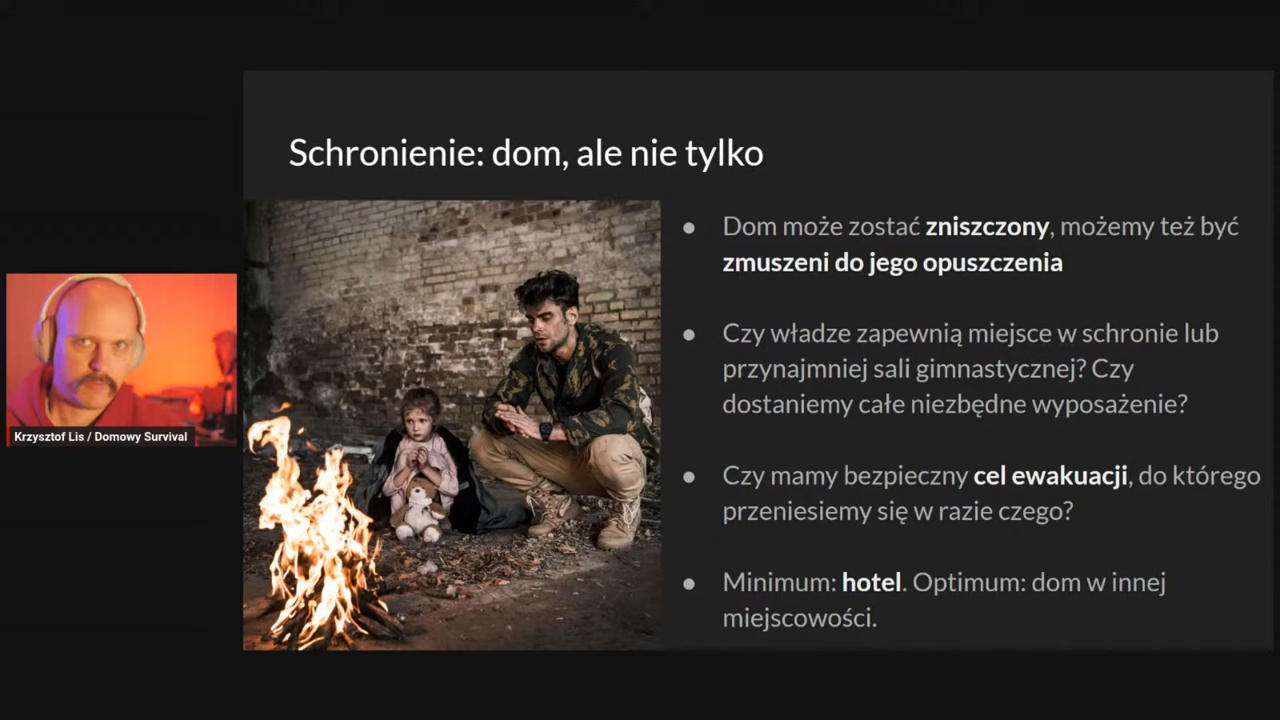 Schronienie: dom, ale nie tylko
Dom może zostać zniszczony, możemy też być
zmuszeni do jego opuszczenia
Czy władze zapewnią miejsce w schronie lub
przynajmniej sali gimnastycznej? Czy
dostaniemy całe niezbędne wyposażenie?
Czy mamy bezpieczny cel ewakuacji, do którego
przeniesiemy się w razie czego?
Minimum: hotel. Optimum: dom w innej
miejscowości.
Krzysztof Lis / Domowy Survival